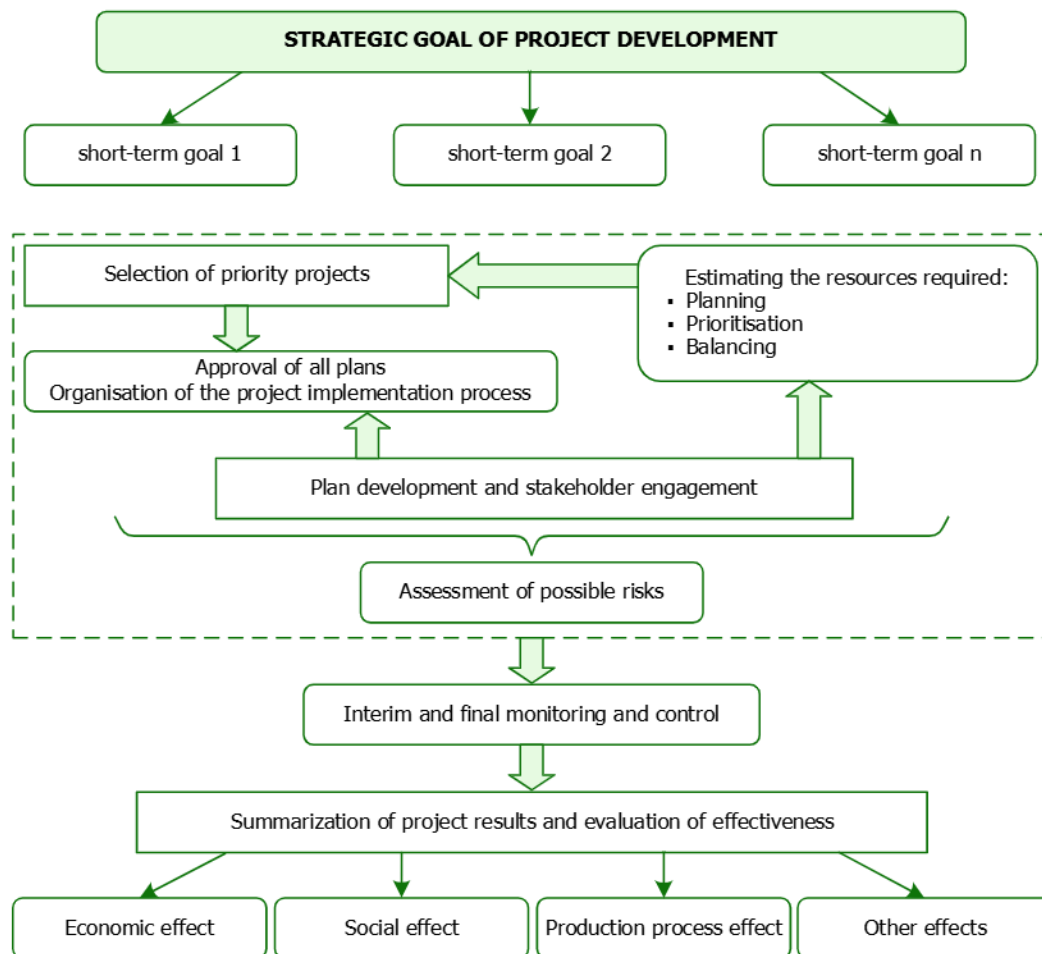 STRATEGIC GOAL OF PROJECT DEVELOPMENT
short-term goal 1
short-term goal 2
short-term goal n
Selection of priority projects
Estimating the resources required:
▪ Planning
▪ Prioritisation
▪ Balancing
Approval of all plans
Organisation of the project implementation process
Plan development and stakeholder engagement
Assessment of possible risks
Interim and final monitoring and control
Summarization of project results and evaluation of effectiveness
Economic effect
Social effect
Production process effect
Other effects